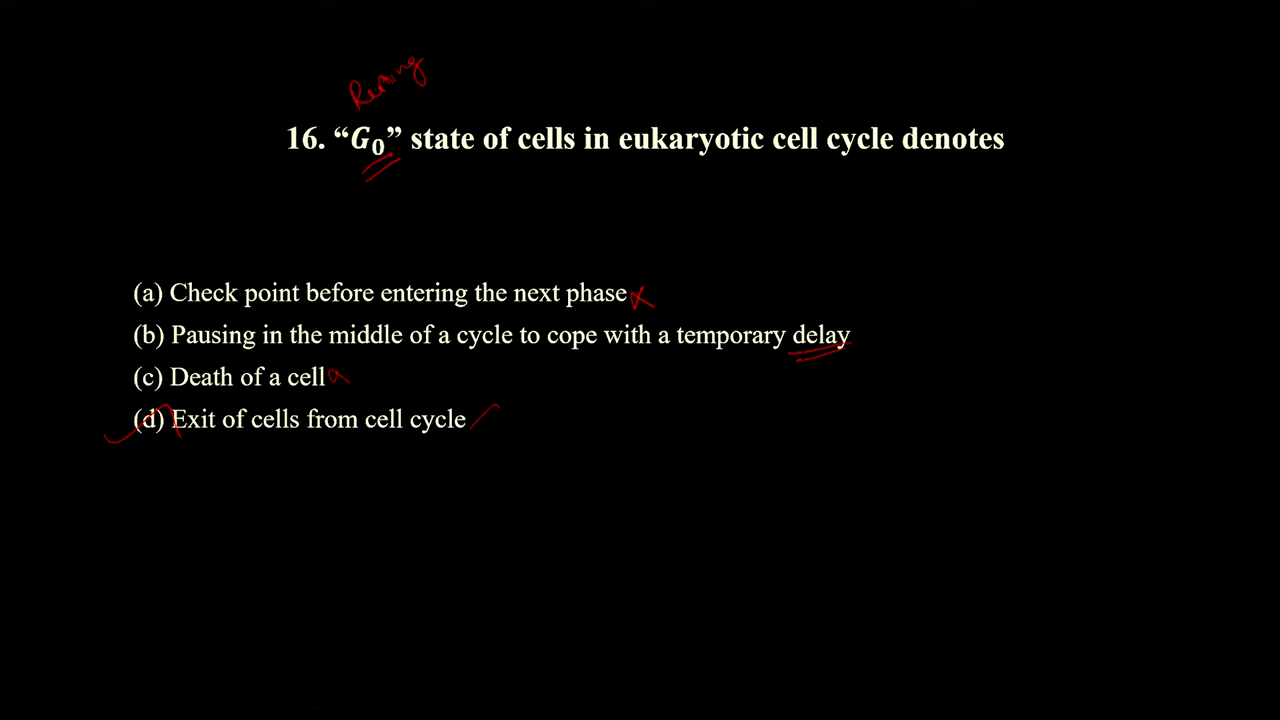 Resting
16. “G₀” state of cells in eukaryotic cell cycle denotes
(a) Check point before entering the next phase
(b) Pausing in the middle of a cycle to cope with a temporary delay
(c) Death of a cell
(d) Exit of cells from cell cycle